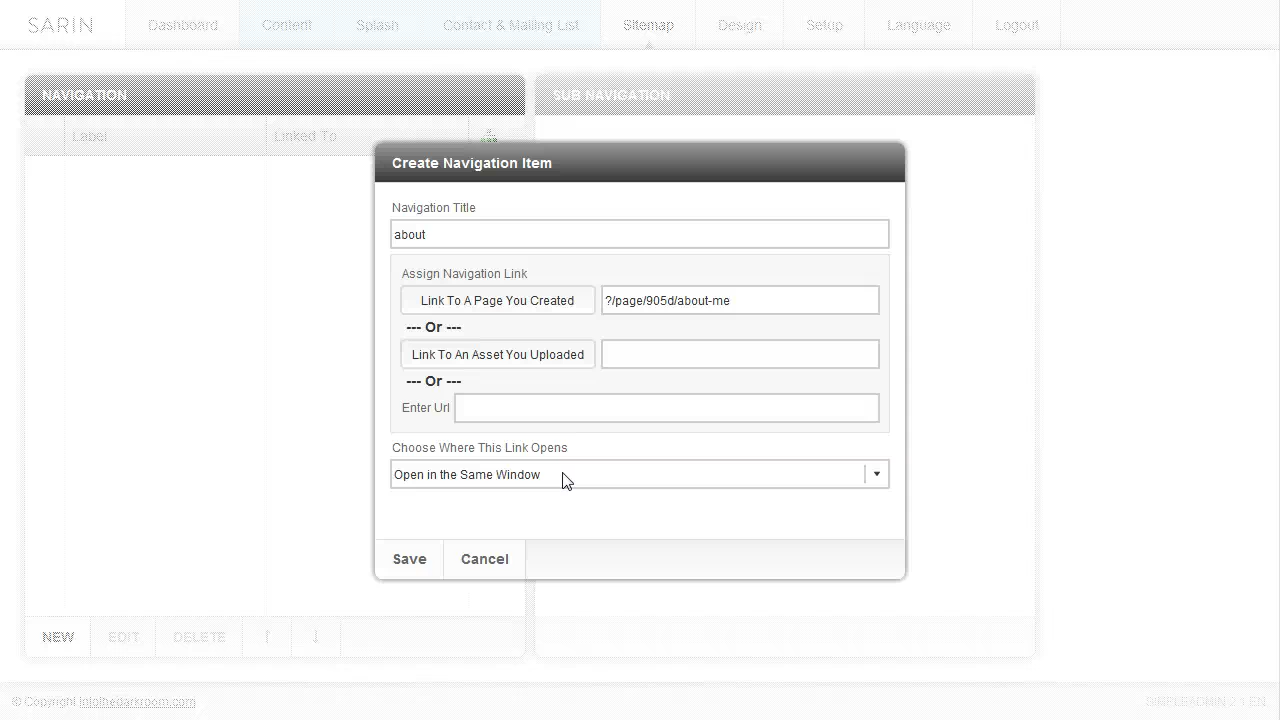 SARIN Dashboard Content Splash Contact & Mailing List Sitemap Design Setup Language Logout
NAVIGATION SUB NAVIGATION
Label Linked To
Create Navigation Item
Navigation Title
about
Assign Navigation Link
Link To A Page You Created ?/page/905d/about-me
--- Or ---
Link To An Asset You Uploaded
--- Or ---
Enter Url
Choose Where This Link Opens
Open in the Same Window
Save Cancel
NEW EDIT DELETE ↑ ↓
© Copyright